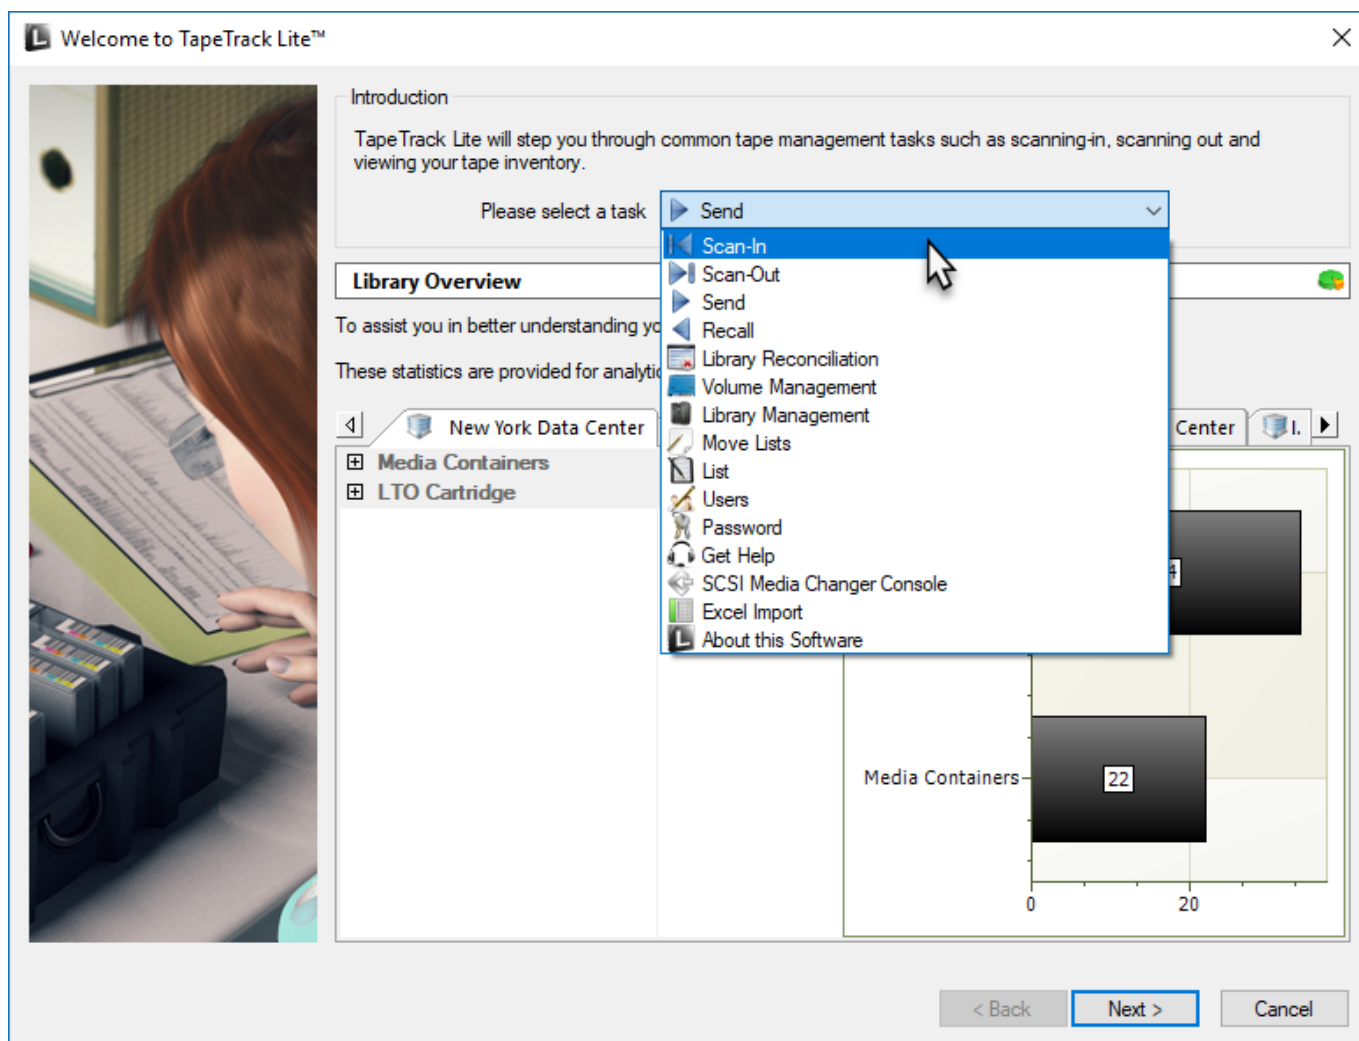 Welcome to TapeTrack Lite™
Introduction
TapeTrack Lite will step you through common tape management tasks such as scanning-in, scanning out and
viewing your tape inventory.
Please select a task
Send
Scan-In
Scan-Out
Send
Recall
Library Reconciliation
Volume Management
Library Management
Move Lists
List
Users
Password
Get Help
SCSI Media Changer Console
Excel Import
About this Software
Library Overview
To assist you in better understanding
These statistics are provided for
New York Data Center
Center
Media Containers
LTO Cartridge
Media Containers
22
0
20
< Back
Next >
Cancel